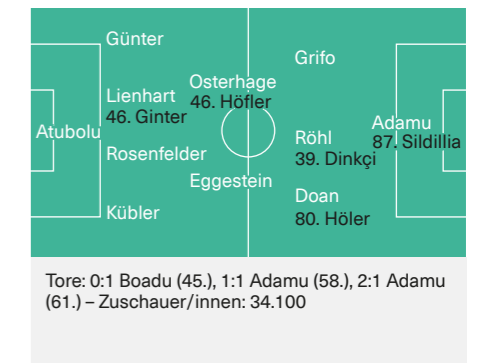 Günter
Grifo
Osterhage
46. Höfler
Lienhart
46. Ginter
Adamu
87. Sildillia
Atubolu
Röhl
39. Dinkçi
Rosenfelder
Eggestein
Doan
80. Höler
Kübler
Tore: 0:1 Boadu (45.), 1:1 Adamu (58.), 2:1 Adamu
(61.) – Zuschauer/innen: 34.100